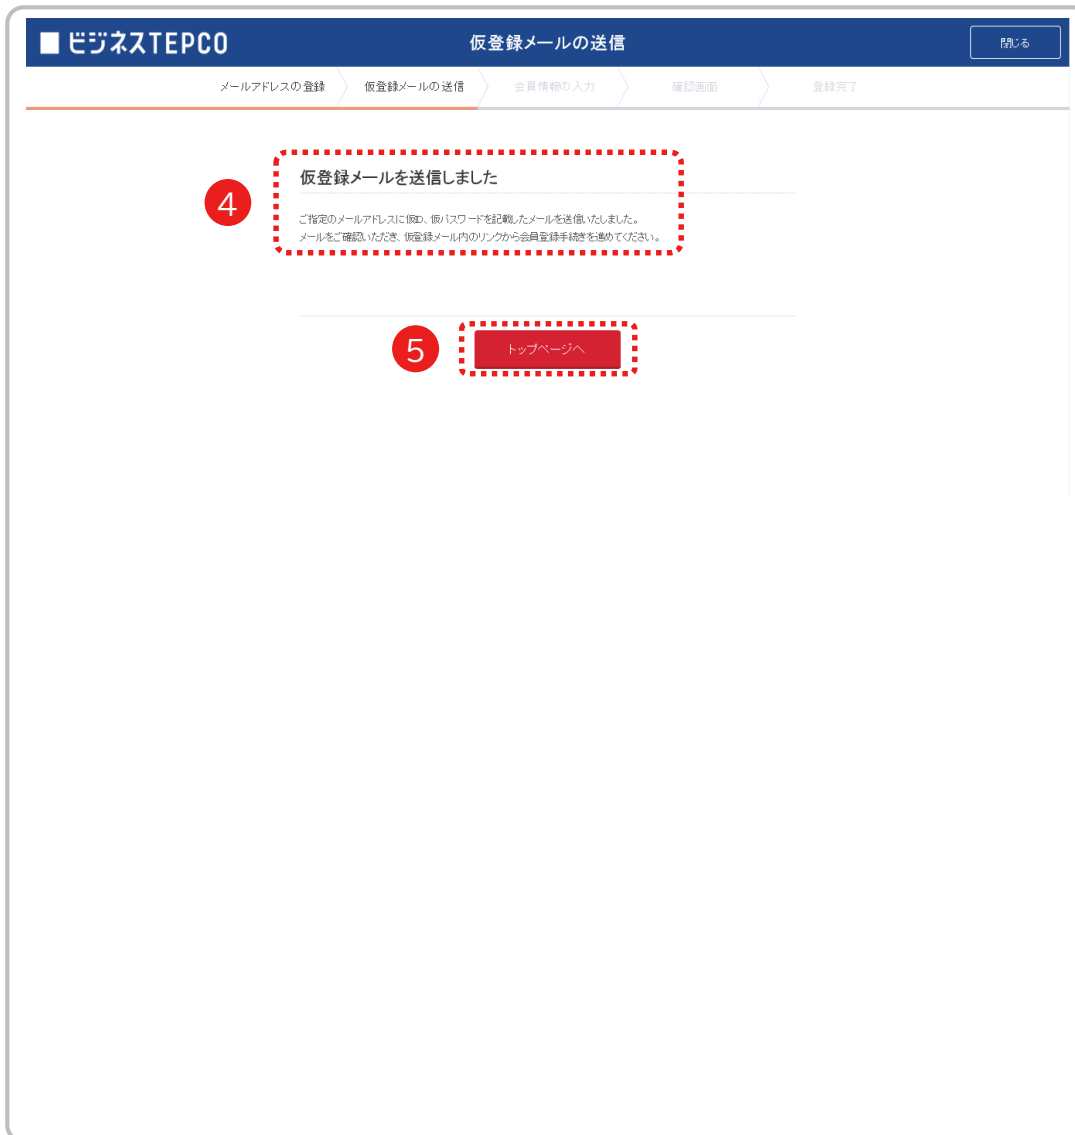 ビジネスTEPCO
仮登録メールの送信
閉じる
メールアドレスの登録
仮登録メールの送信
会員情報の入力
確認画面
登録完了
4
仮登録メールを送信しました
ご指定のメールアドレスに仮ID、仮パスワードを記載したメールを送信いたしました。
メールをご確認いただき、仮登録メール内のリンクから会員登録手続きを進めてください。
5
トップページへ